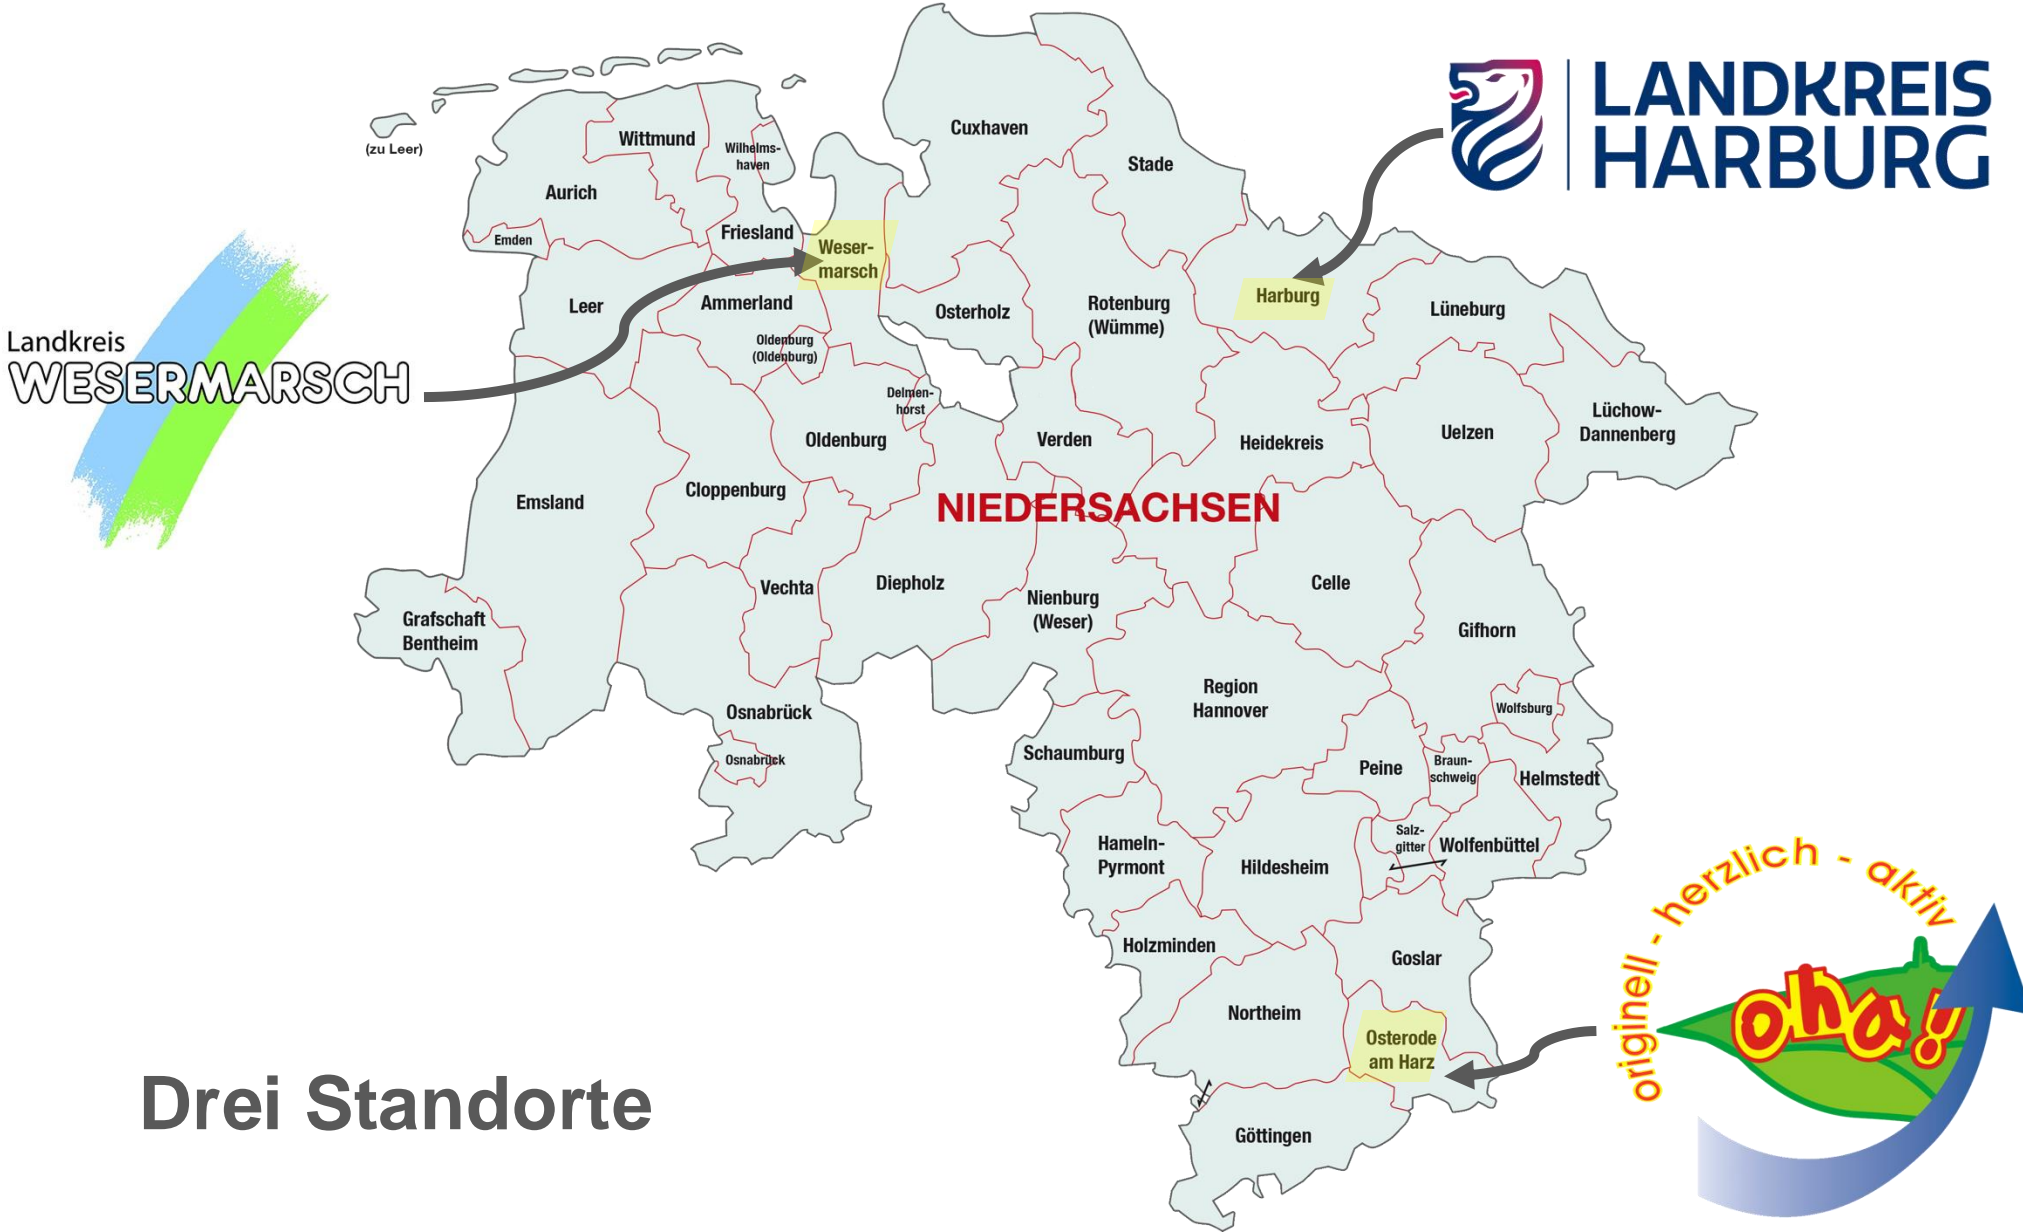 LANDKREIS
HARBURG
Landkreis
WESERMARSCH
(zu Leer)
Wittmund
Wilhelms-
haven
Aurich
Emden
Friesland
Weser-
marsch
Cuxhaven
Stade
Leer
Ammerland
Oldenburg
(Oldenburg)
Osterholz
Rotenburg
(Wümme)
Harburg
Lüneburg
Delmen-
horst
Oldenburg
Verden
Heidekreis
Uelzen
Lüchow-
Dannenberg
Emsland
Cloppenburg
NIEDERSACHSEN
Vechta
Diepholz
Nienburg
(Weser)
Celle
Gifhorn
Grafschaft
Bentheim
Osnabrück
Osnabrück
Region
Hannover
Wolfsburg
Schaumburg
Peine
Braun-
schweig
Helmstedt
Hameln-
Pyrmont
Hildesheim
Salz-
gitter
Wolfenbüttel
Holzminden
Goslar
Northeim
Osterode
am Harz
Göttingen
originell - herzlich - aktiv
oha!
Drei Standorte